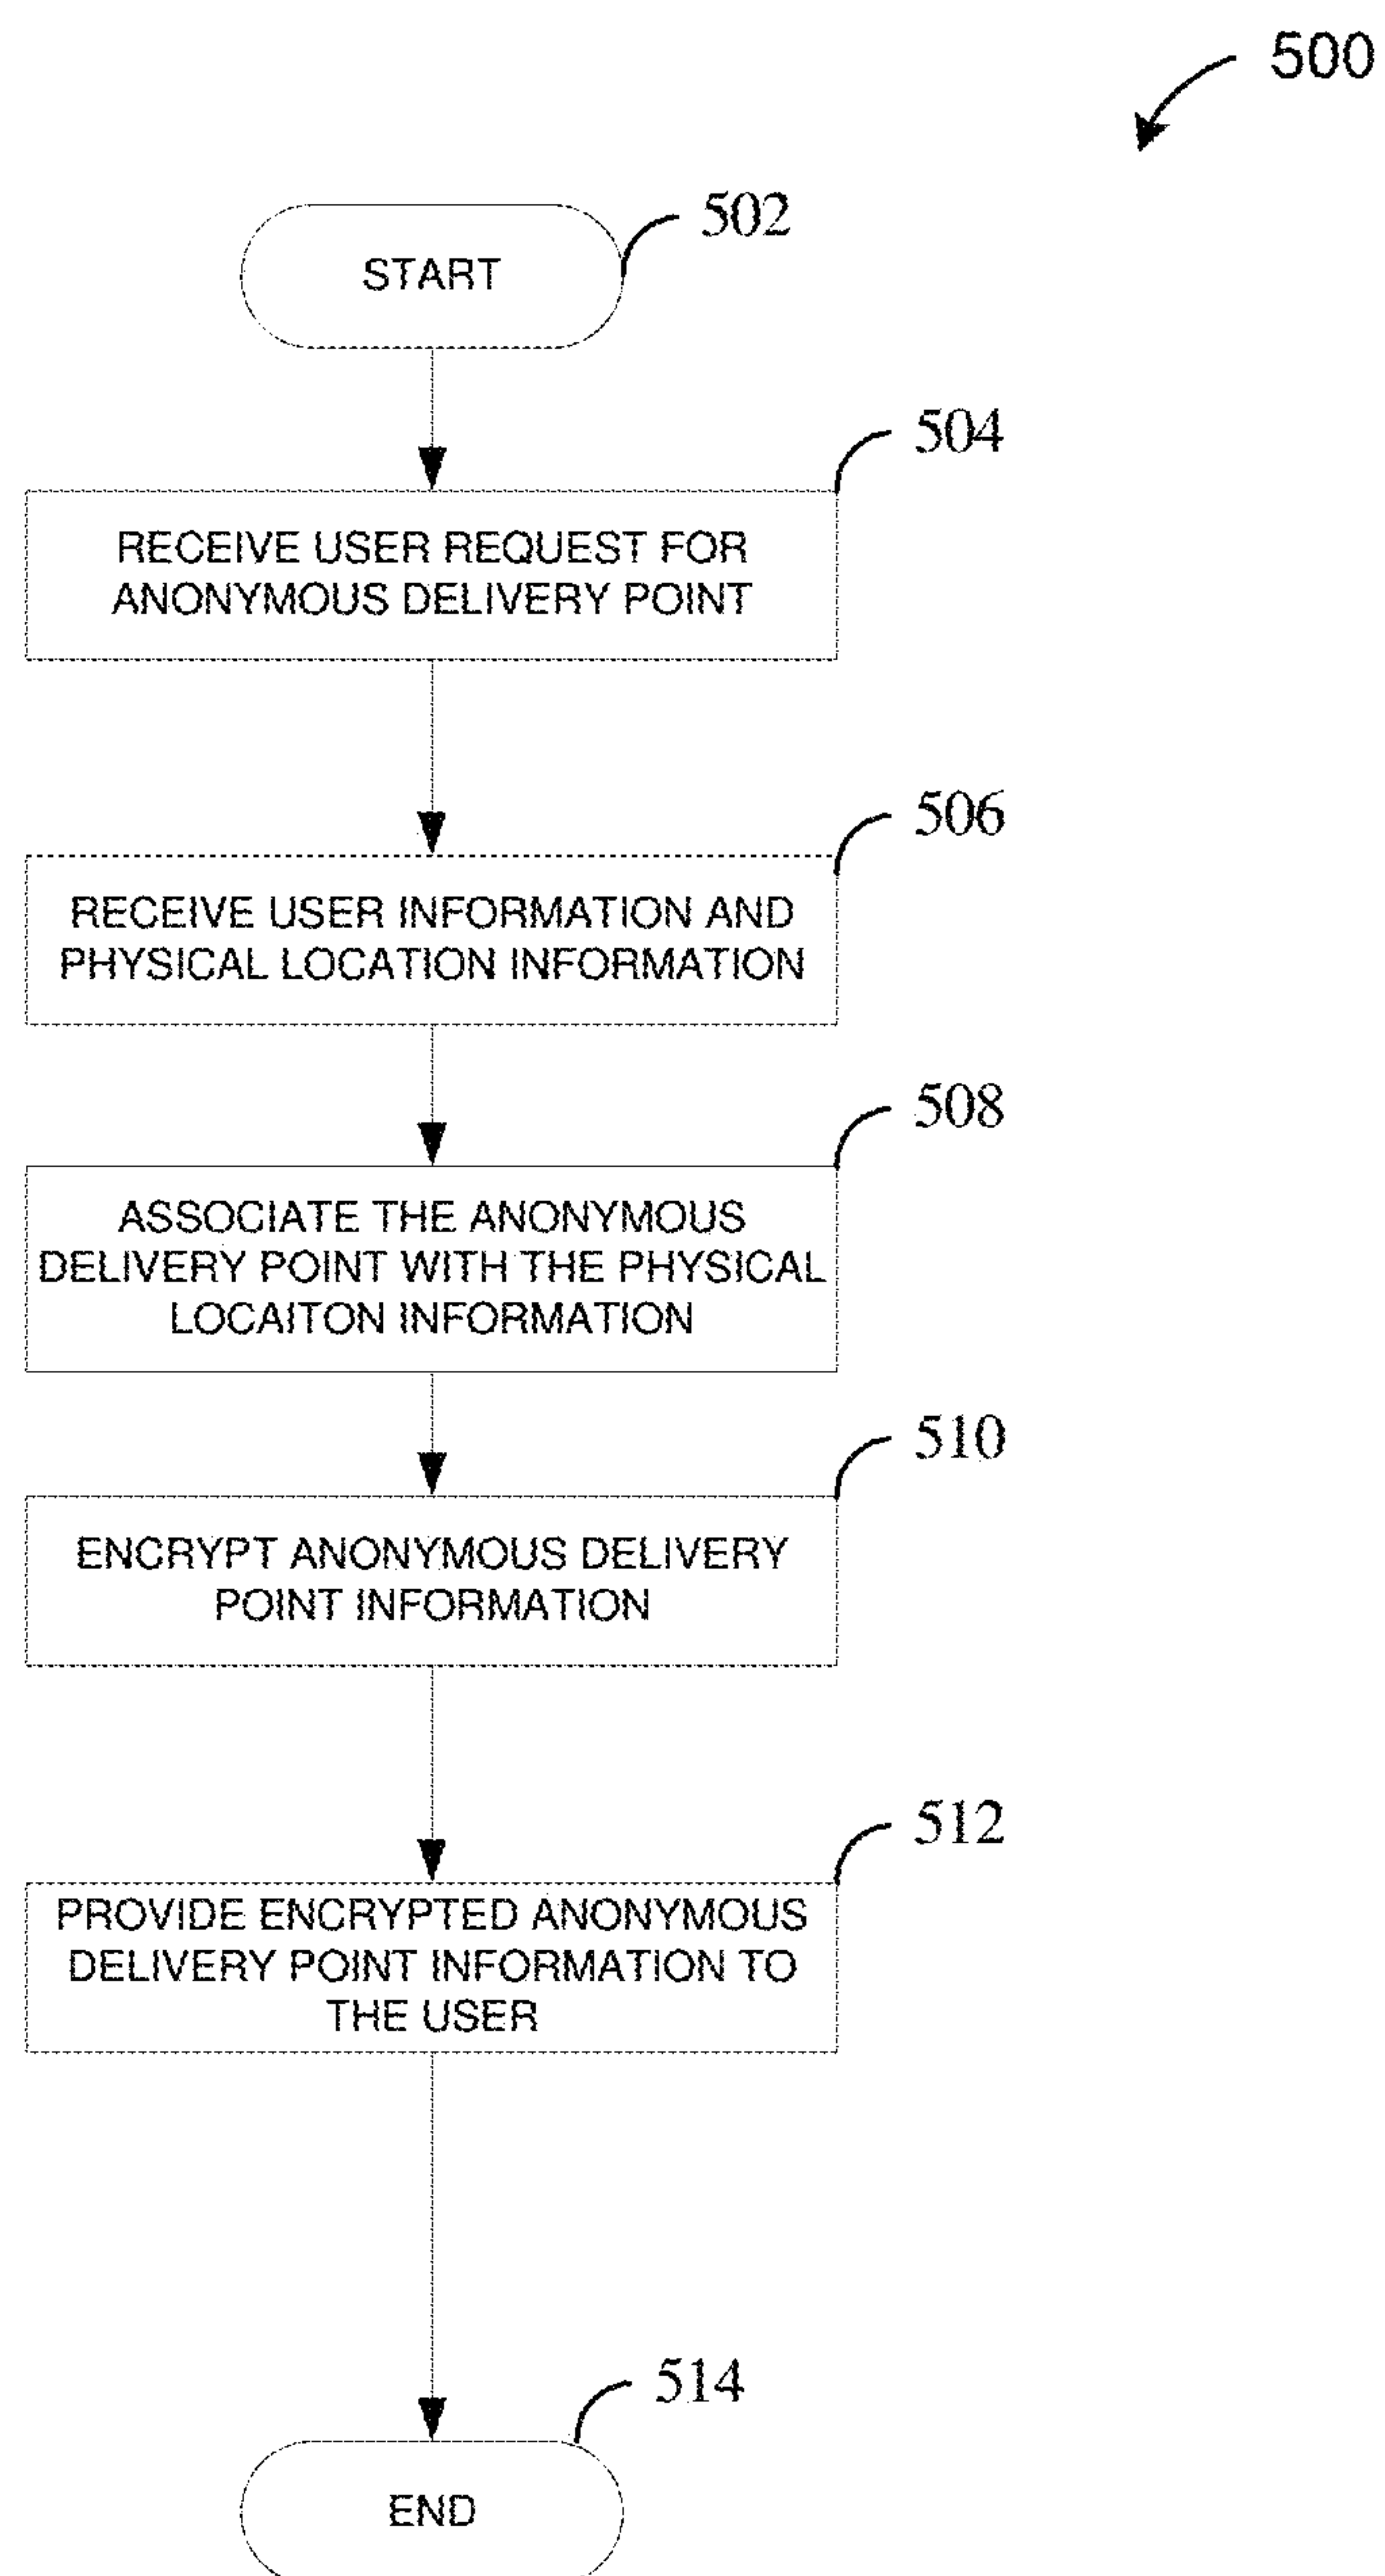 500
502
START
504
RECEIVE USER REQUEST FOR
ANONYMOUS DELIVERY POINT
506
RECEIVE USER INFORMATION AND
PHYSICAL LOCATION INFORMATION
508
ASSOCIATE THE ANONYMOUS
DELIVERY POINT WITH THE PHYSICAL
LOCAITON INFORMATION
510
ENCRYPT ANONYMOUS DELIVERY
POINT INFORMATION
512
PROVIDE ENCRYPTED ANONYMOUS
DELIVERY POINT INFORMATION TO
THE USER
514
END